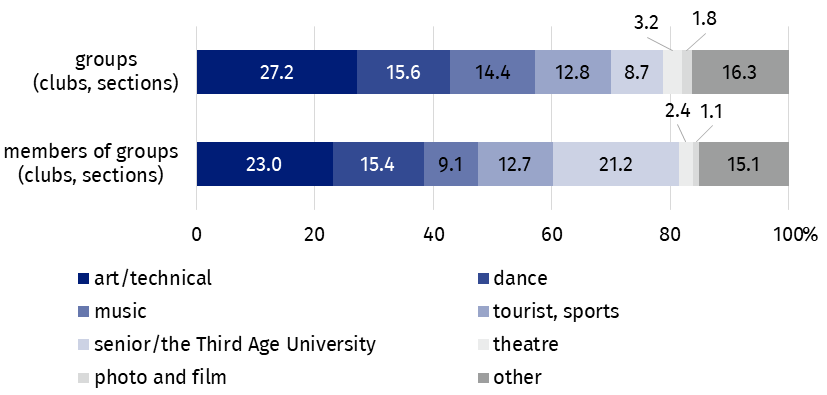 3.2 1.8
groups
(clubs, sections)
27.2 15.6 14.4 12.8 8.7 16.3
2.4 1.1
members of groups
(clubs, sections)
23.0 15.4 9.1 12.7 21.2 15.1
0 20 40 60 80 100%
art/technical dance
music tourist, sports
senior/the Third Age University theatre
photo and film other